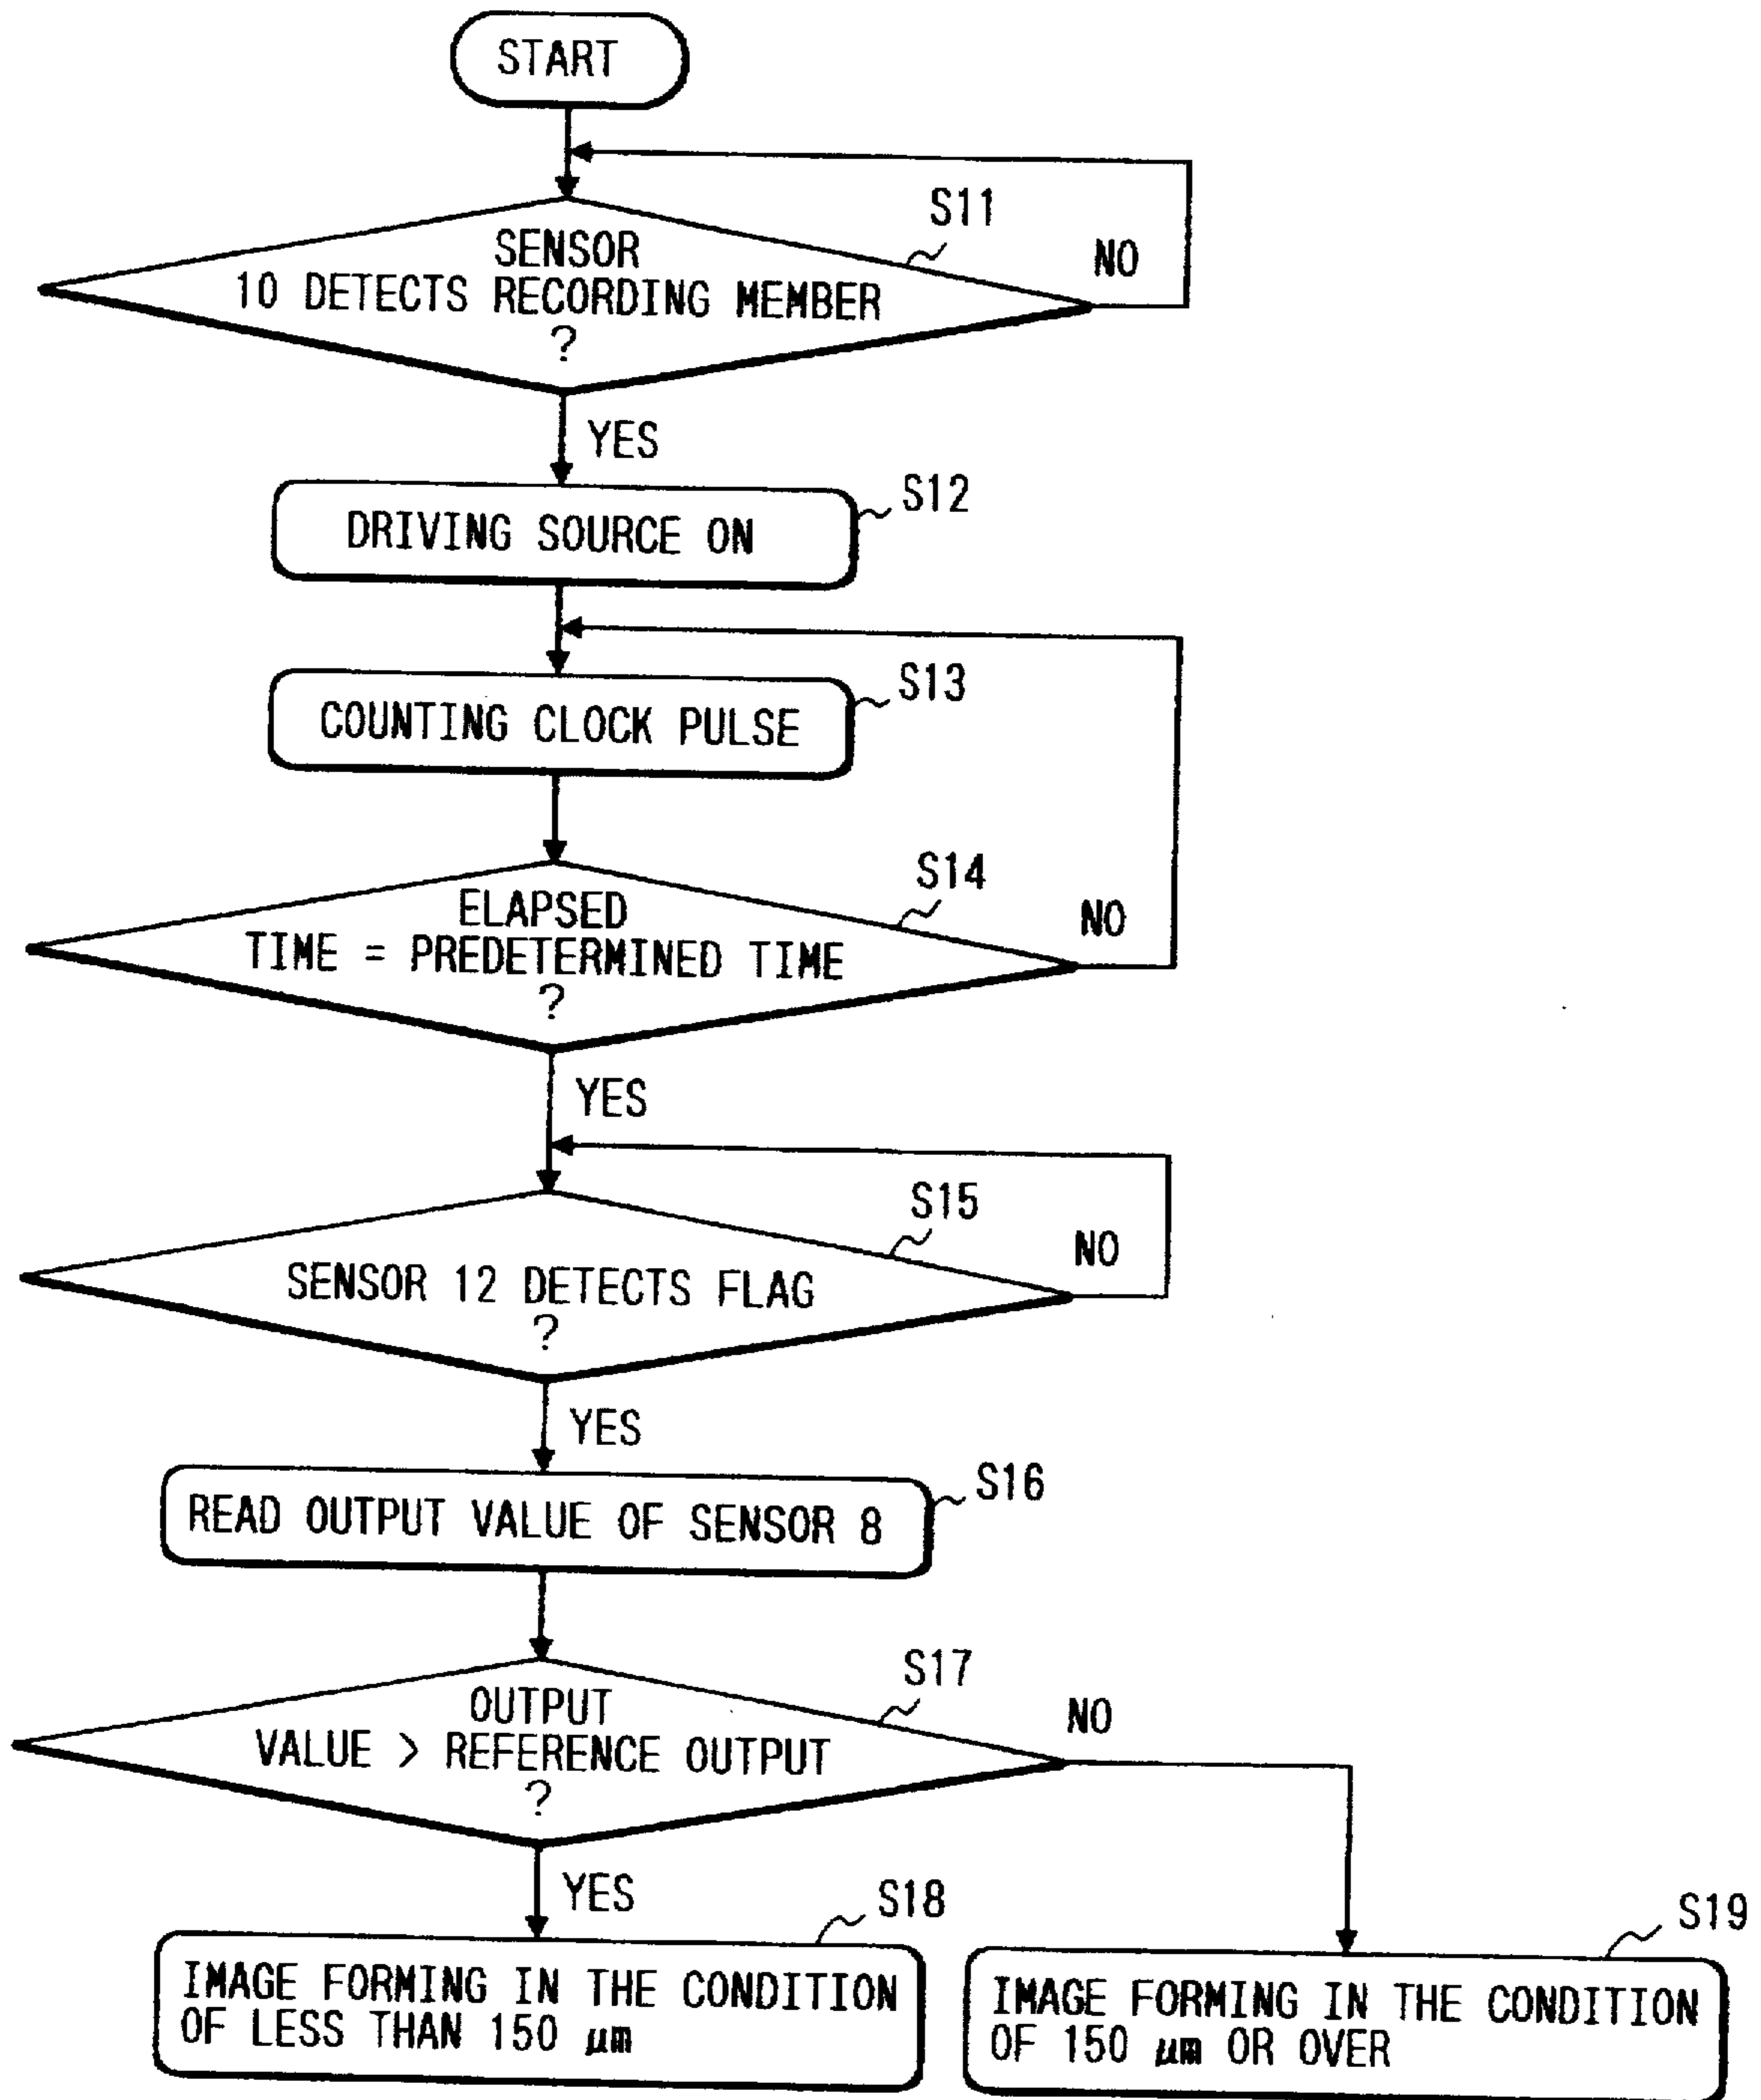 START
S11
NO
SENSOR
10 DETECTS RECORDING MEMBER
?
YES
S12
DRIVING SOURCE ON
S13
COUNTING CLOCK PULSE
S14
NO
ELAPSED
TIME = PREDETERMINED TIME
?
YES
S15
NO
SENSOR 12 DETECTS FLAG
?
YES
S16
READ OUTPUT VALUE OF SENSOR 8
S17
NO
OUTPUT
VALUE > REFERENCE OUTPUT
?
YES
S18
IMAGE FORMING IN THE CONDITION
OF LESS THAN 150 μm
S19
IMAGE FORMING IN THE CONDITION
OF 150 μm OR OVER